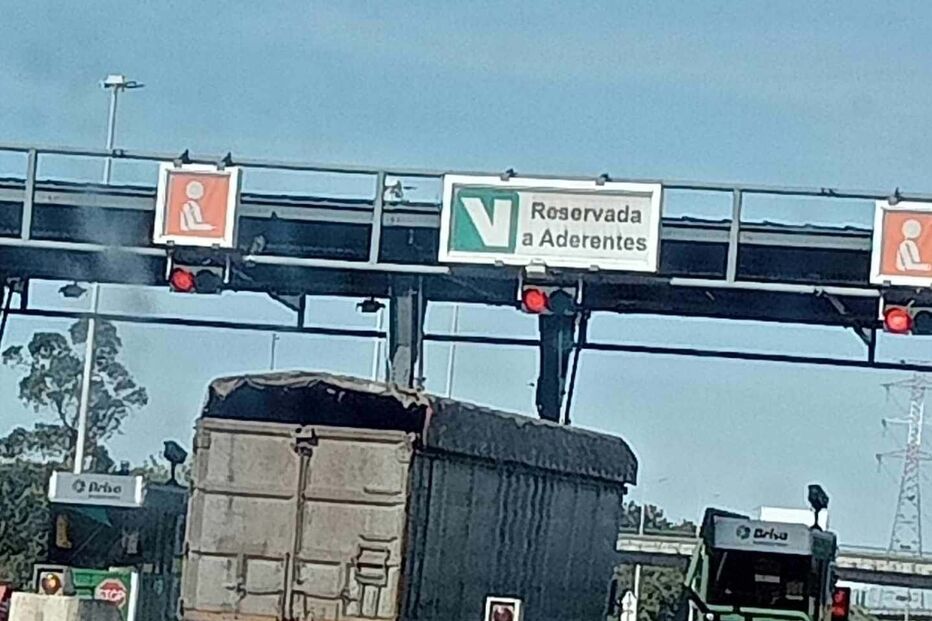 V
Reservada
a Aderentes
Brisa
Brisa
STOP